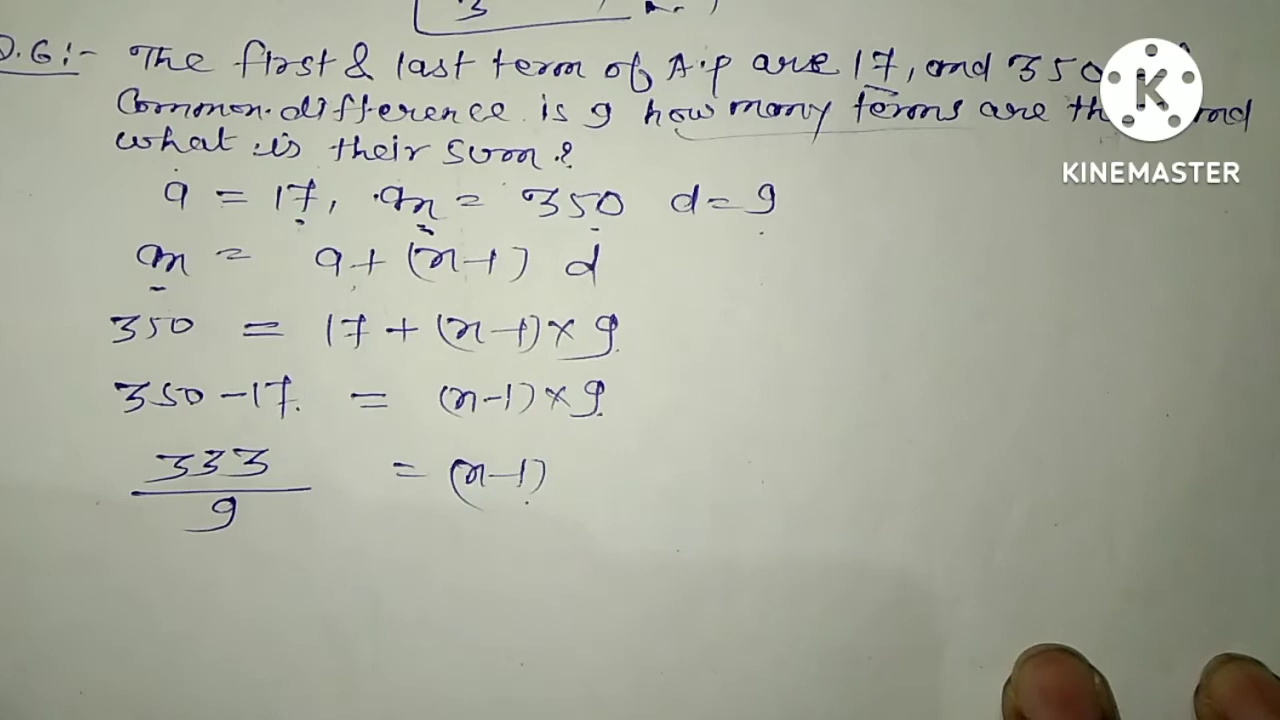 3
Q.6:- The first & last term of A.p are 17, and 350
Common.difference is 9 how many terms are and
what is their sum?
a = 17, an = 350 d = 9
an = a + (n-1) d
350 = 17 + (n-1) × 9
350 - 17 = (n-1) × 9
333/9 = (n-1)
K
KINEMASTER